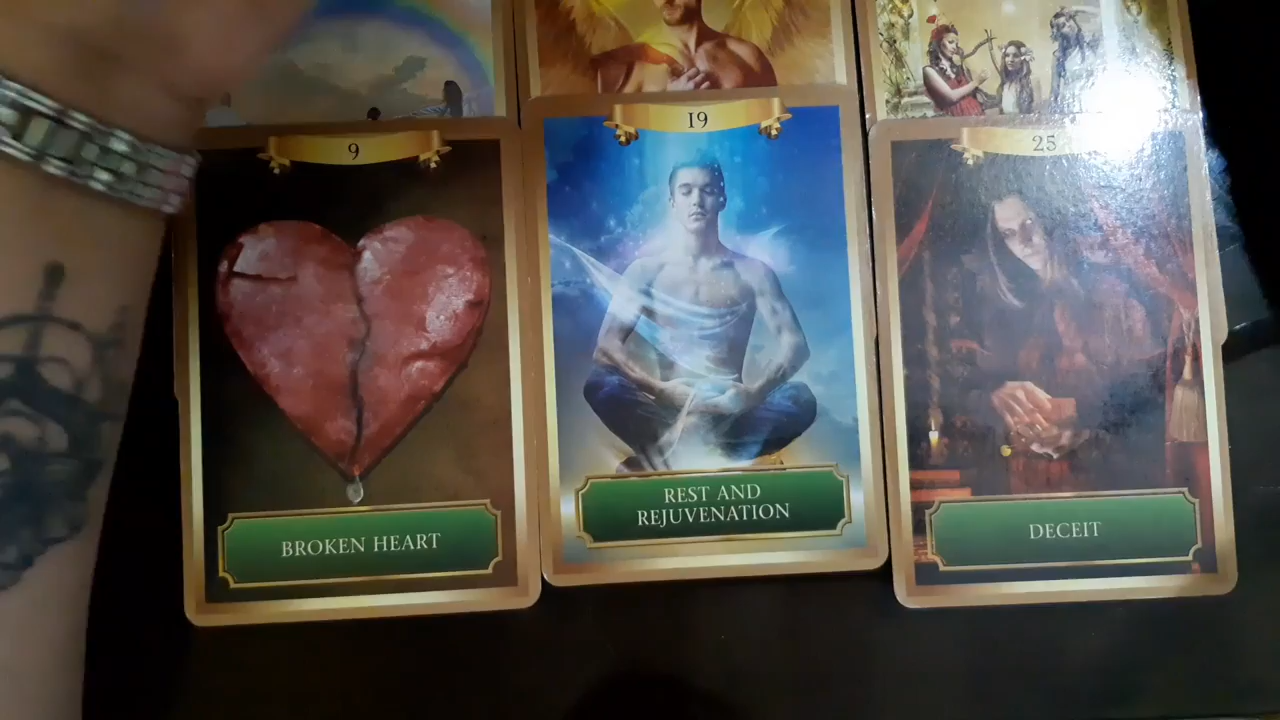 9
19
25
BROKEN HEART
REST AND
REJUVENATION
DECEIT